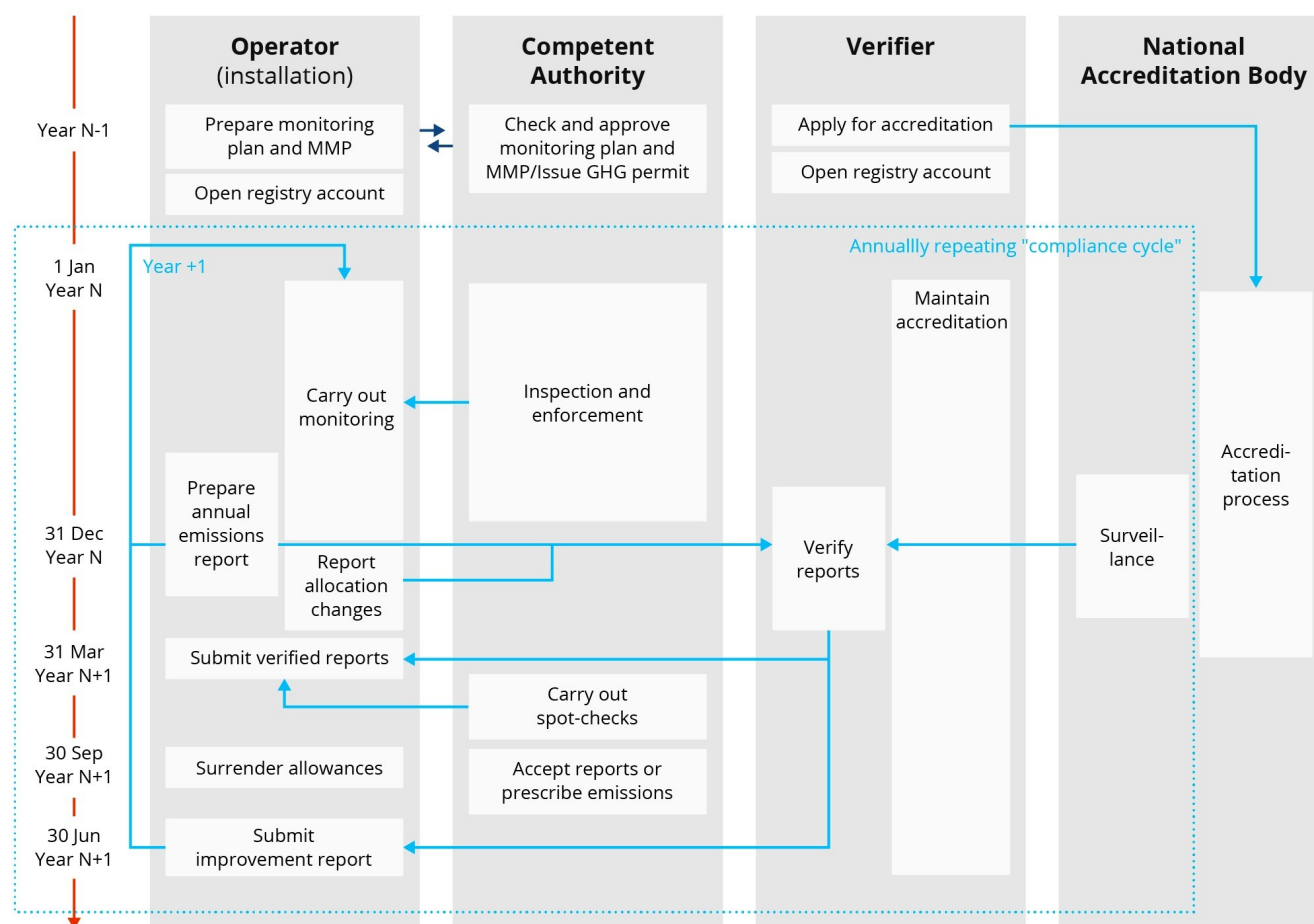 Operator
(installation)
Competent
Authority
Verifier
National
Accreditation Body
Year N-1
Prepare monitoring
plan and MMP
Open registry account
Check and approve
monitoring plan and
MMP/Issue GHG permit
Apply for accreditation
Open registry account
Annuallly repeating "compliance cycle"
1 Jan
Year N
Year +1
Maintain
accreditation
Carry out
monitoring
Inspection and
enforcement
Accredi-
tation
process
31 Dec
Year N
Prepare
annual
emissions
report
Report
allocation
changes
Verify
reports
Surveil-
lance
31 Mar
Year N+1
Submit verified reports
Carry out
spot-checks
30 Sep
Year N+1
Surrender allowances
Accept reports or
prescribe emissions
30 Jun
Year N+1
Submit
improvement report